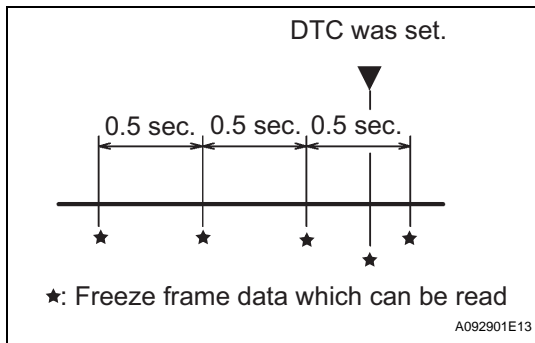 DTC was set.
0.5 sec. 0.5 sec. 0.5 sec.
★: Freeze frame data which can be read
A092901E13